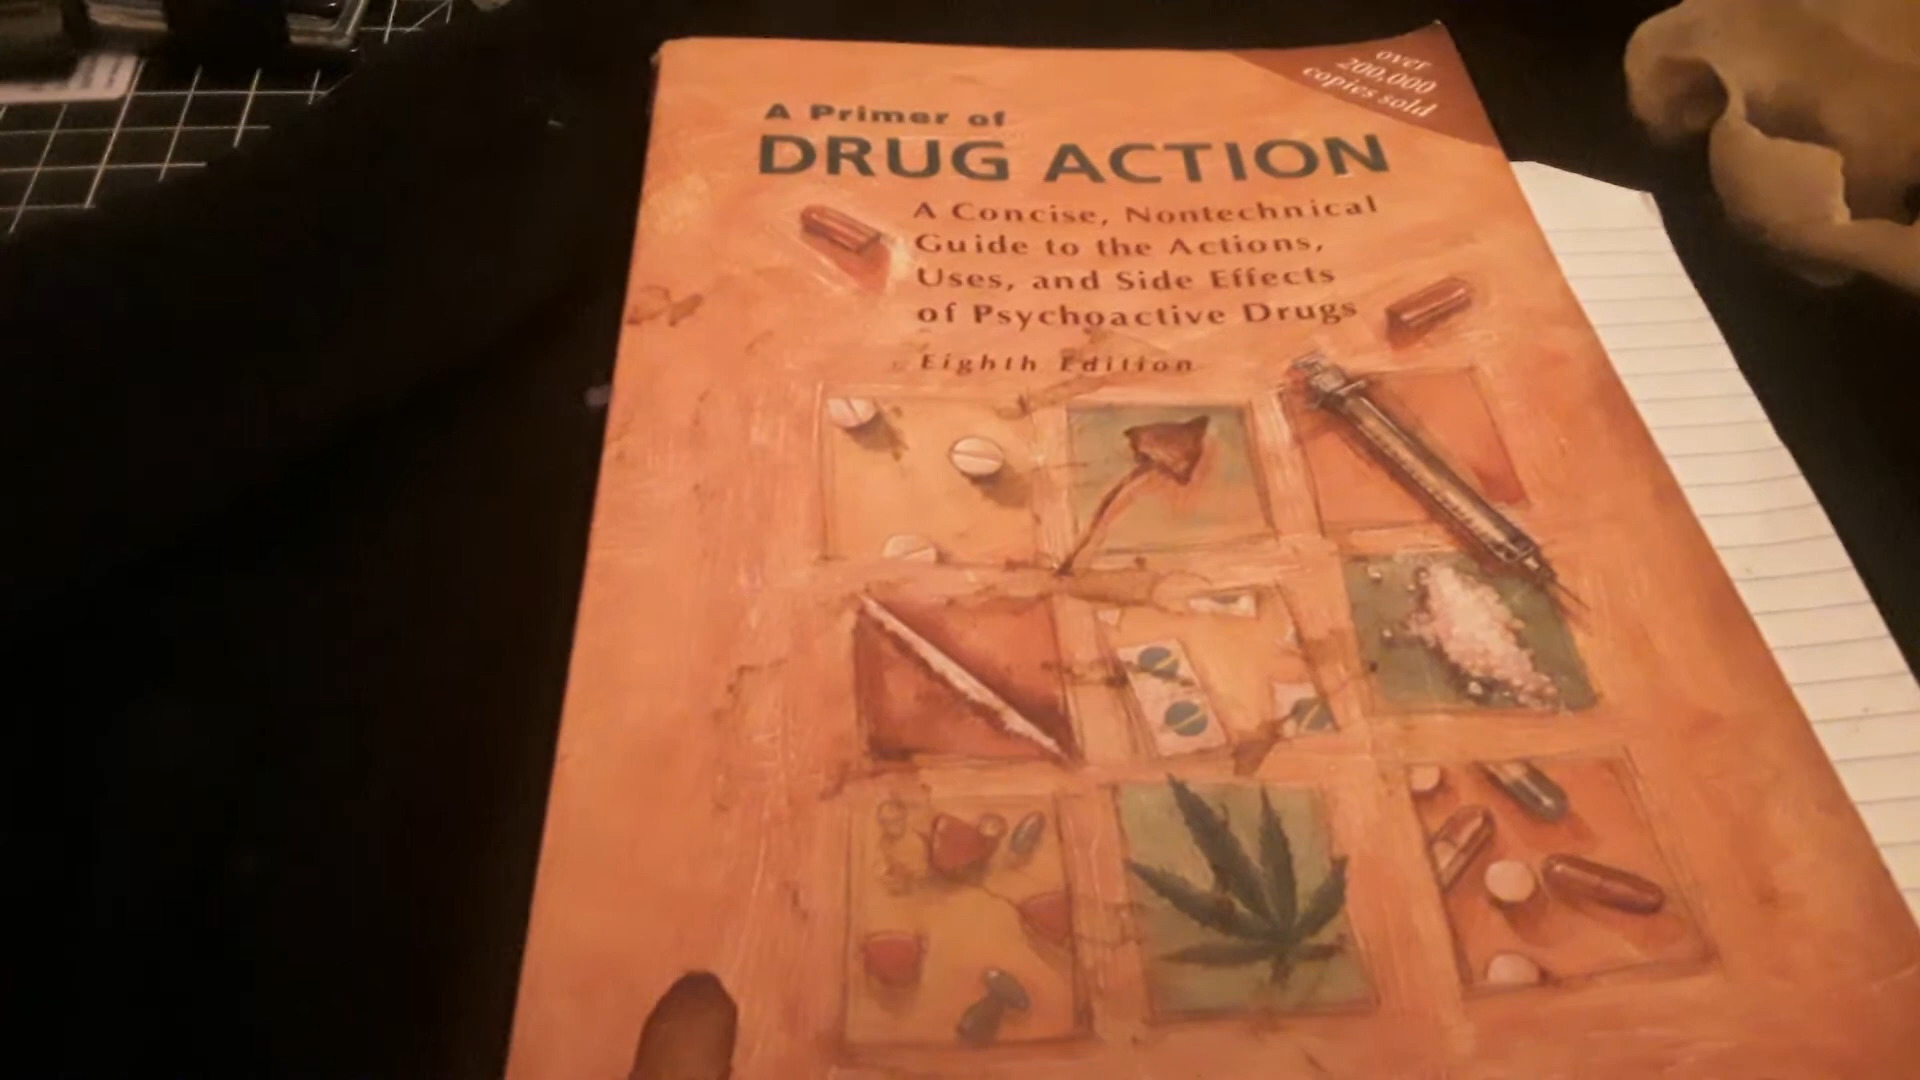 over
200,000
copies sold
A Primer of
DRUG ACTION
A Concise, Nontechnical
Guide to the Actions,
Uses, and Side Effects
of Psychoactive Drugs
Eighth Edition